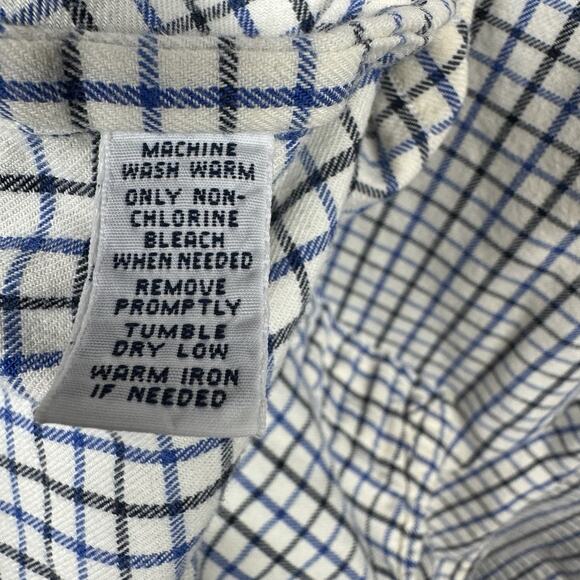 MACHINE
WASH WARM
ONLY NON-
CHLORINE
BLEACH
WHEN NEEDED
REMOVE
PROMPTLY
TUMBLE
DRY LOW
WARM IRON
IF NEEDED